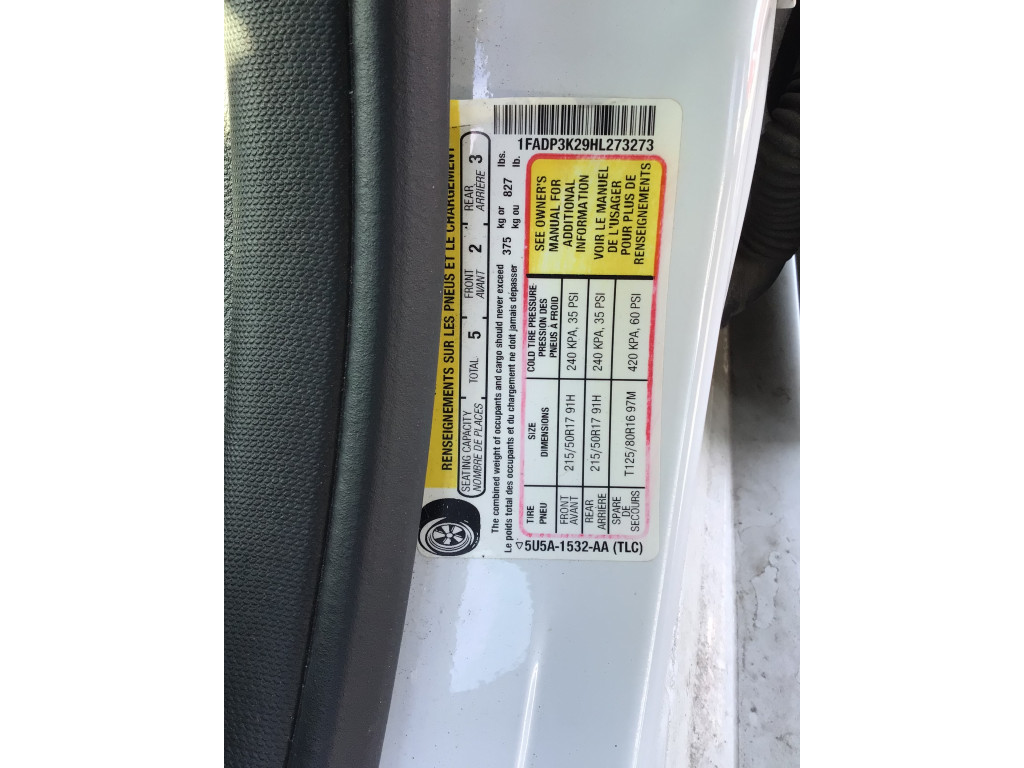 RENSEIGNEMENTS SUR LES PNEUS ET LE CHARGEMENT
SEATING CAPACITY
NOMBRE DE PLACES
TOTAL 5
FRONT
AVANT 2
REAR
ARRIÈRE 3
The combined weight of occupants and cargo should never exceed 375 kg or 827 lbs.
Le poids total des occupants et du chargement ne doit jamais dépasser kg ou lb.
1FADP3K29HL273273
TIRE
PNEU
SIZE
DIMENSIONS
COLD TIRE PRESSURE
PRESSION DES
PNEUS À FROID
FRONT
AVANT
215/50R17 91H
240 KPA, 35 PSI
REAR
ARRIÈRE
215/50R17 91H
240 KPA, 35 PSI
SPARE
DE
SECOURS
T125/80R16 97M
420 KPA, 60 PSI
SEE OWNER'S
MANUAL FOR
ADDITIONAL
INFORMATION
VOIR LE MANUEL
DE L'USAGER
POUR PLUS DE
RENSEIGNEMENTS
5U5A-1532-AA (TLC)